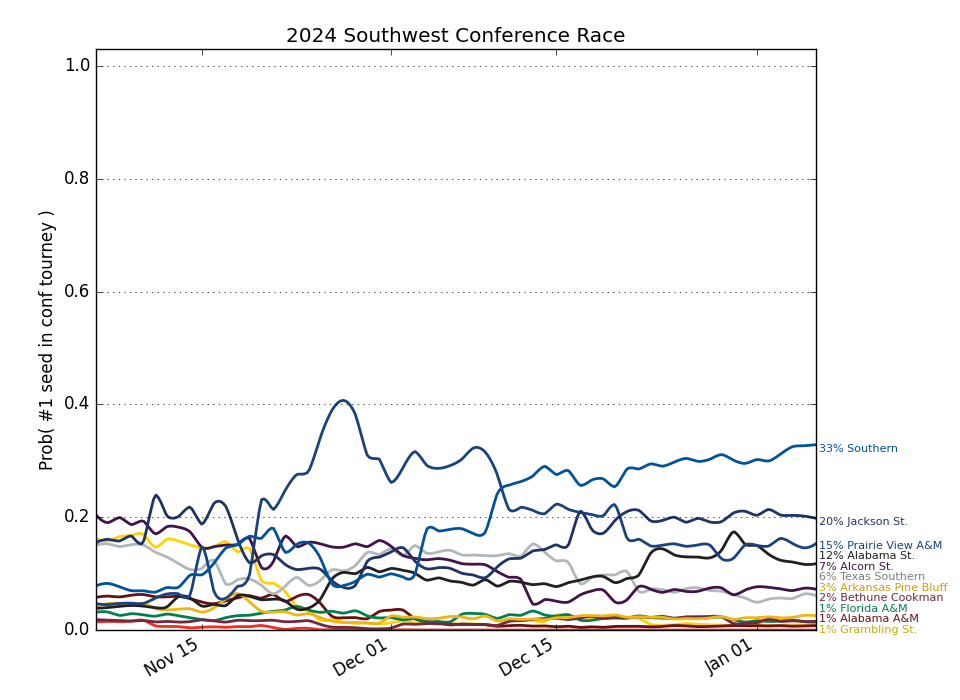 2024 Southwest Conference Race
Prob( #1 seed in conf tourney )
1.0
0.8
0.6
0.4
0.2
0.0
Nov 15
Dec 01
Dec 15
Jan 01
33% Southern
20% Jackson St.
15% Prairie View A&M
12% Alabama St.
7% Alcorn St.
6% Texas Southern
3% Arkansas Pine Bluff
2% Bethune Cookman
1% Florida A&M
1% Alabama A&M
1% Grambling St.